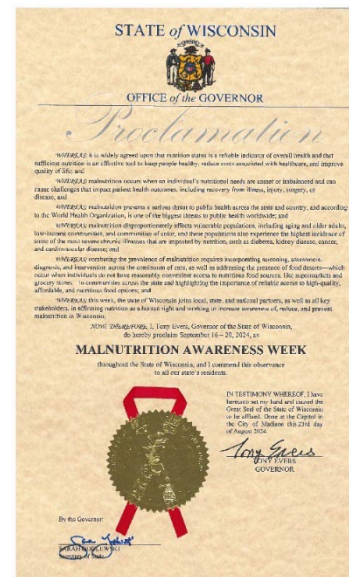 STATE of WISCONSIN
OFFICE of the GOVERNOR
Proclamation
WHEREAS; it is widely agreed upon that nutrition status is a reliable indicator of overall health and that
sufficient nutrition is an effective tool to keep people healthy, reduce costs associated with healthcare, and improve
quality of life; and
WHEREAS; malnutrition occurs when an individual's nutritional needs are unmet or imbalanced and can
cause challenges that impact patient health outcomes, including recovery from illness, injury, surgery, or
disease; and
WHEREAS; malnutrition presents a serious threat to public health across the state and country, and according
to the World Health Organization, is one of the biggest threats to public health worldwide; and
WHEREAS; malnutrition disproportionately affects vulnerable populations, including aging and older adults,
low-income communities, and communities of color, and these populations also experience the highest incidence of
some of the most severe chronic illnesses that are impacted by nutrition, such as diabetes, kidney disease, cancer,
and cardiovascular disease; and
WHEREAS; combating the prevalence of malnutrition requires incorporating screening, assessment,
diagnosis, and intervention across the continuum of care, as well as addressing the presence of food deserts—which
occur when individuals do not have reasonably convenient access to nutritious food sources, like supermarkets and
grocery stores— in communities across the state and highlighting the importance of reliable access to high-quality,
affordable, and nutritious food options; and
WHEREAS; this week, the state of Wisconsin joins local, state, and national partners, as well as all key
stakeholders, in affirming nutrition as a human right and working to increase awareness of, reduce, and prevent
malnutrition in Wisconsin;
NOW, THEREFORE, I, Tony Evers, Governor of the State of Wisconsin,
do hereby proclaim September 16 – 20, 2024, as
MALNUTRITION AWARENESS WEEK
throughout the State of Wisconsin, and I commend this observance
to all our state's residents.
IN TESTIMONY WHEREOF, I have
hereunto set my hand and caused the
Great Seal of the State of Wisconsin
to be affixed. Done at the Capitol in
the City of Madison this 23rd day
of August 2024.
Tony Evers
TONY EVERS
GOVERNOR
By the Governor:
SARAH GODLEWSKI
Secretary of State